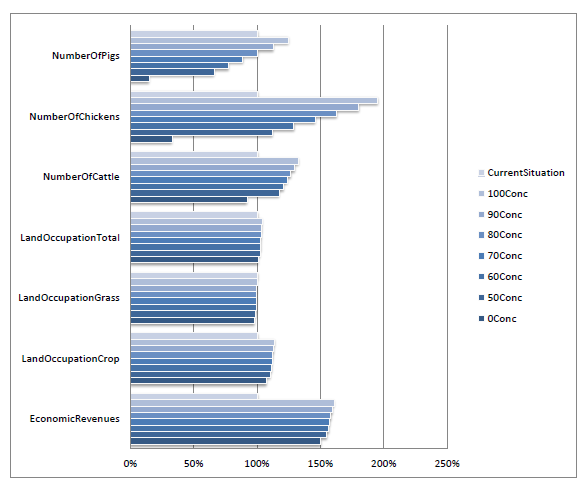 NumberOfPigs
NumberOfChickens
NumberOfCattle
LandOccupationTotal
LandOccupationGrass
LandOccupationCrop
EconomicRevenues
0%
50%
100%
150%
200%
250%
CurrentSituation
100Conc
90Conc
80Conc
70Conc
60Conc
50Conc
0Conc